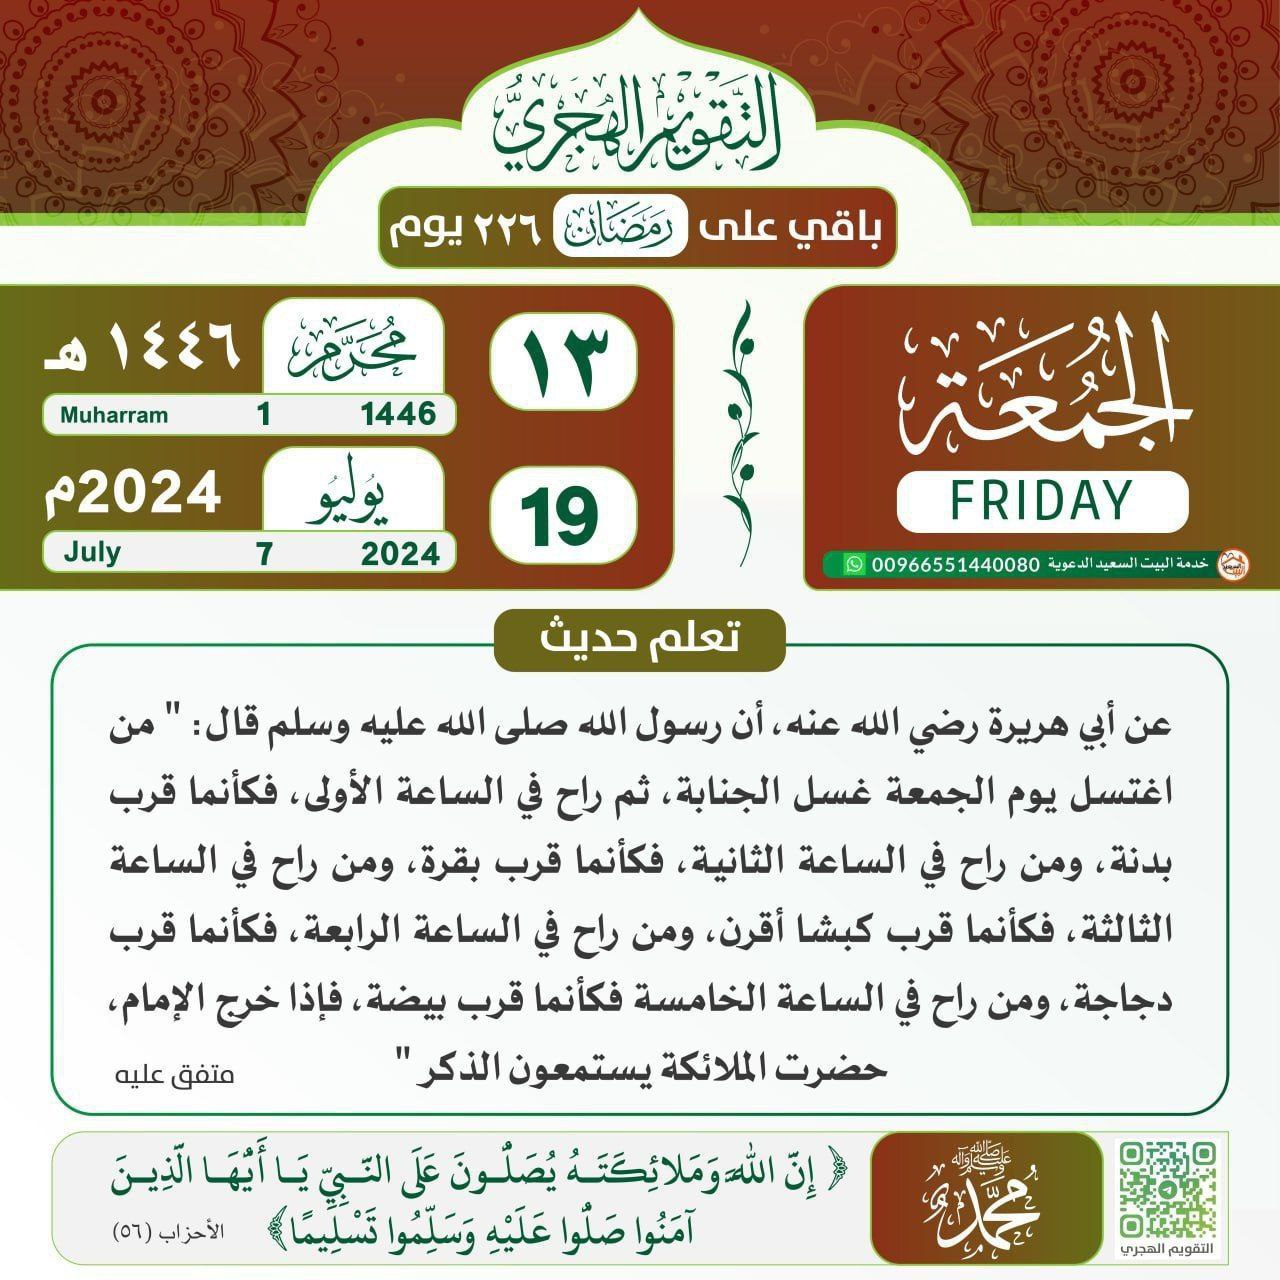 التقويم الهجري
باقي على رمضان ٢٢٦ يوم
الجُمُعَة
FRIDAY
خدمة البيت السعيد الدعوية 00966551440080
١٣
مُحَرَّم ١٤٤٦ هـ
Muharram 1 1446
19
يُوليُو 2024م
July 7 2024
تعلم حديث
عن أبي هريرة رضي الله عنه، أن رسول الله صلى الله عليه وسلم قال: " من
اغتسل يوم الجمعة غسل الجنابة، ثم راح في الساعة الأولى، فكأنما قرب
بدنة، ومن راح في الساعة الثانية، فكأنما قرب بقرة، ومن راح في الساعة
الثالثة، فكأنما قرب كبشا أقرن، ومن راح في الساعة الرابعة، فكأنما قرب
دجاجة، ومن راح في الساعة الخامسة فكأنما قرب بيضة، فإذا خرج الإمام،
حضرت الملائكة يستمعون الذكر "
متفق عليه
التقويم الهجري
ﷺ
مُحَمَّد
﴿ إِنَّ اللَّهَ وَمَلَائِكَتَهُ يُصَلُّونَ عَلَى النَّبِيِّ يَا أَيُّهَا الَّذِينَ
آمَنُوا صَلُّوا عَلَيْهِ وَسَلِّمُوا تَسْلِيمًا ﴾
الأحزاب (٥٦)